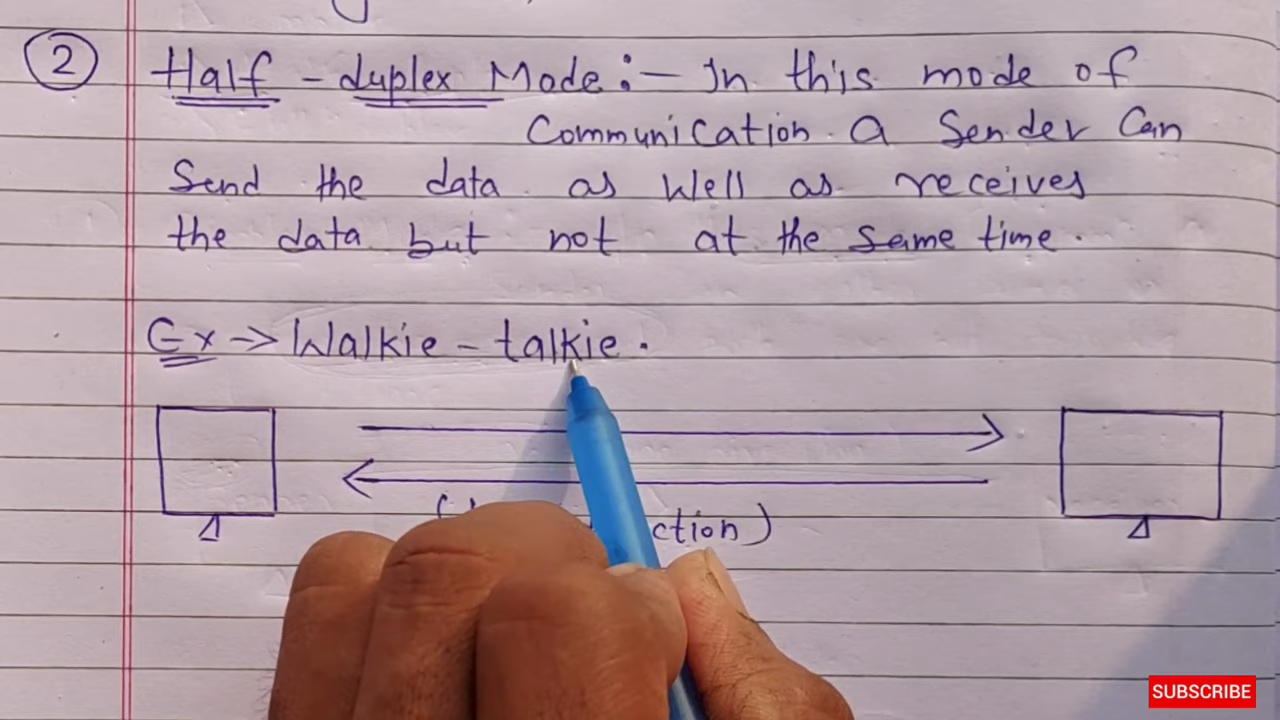 2 Half - duplex Mode :- In this mode of
Communication a Sender Can
Send the data as well as receives
the data but not at the same time.
Ex -> Walkie - talkie.
SUBSCRIBE